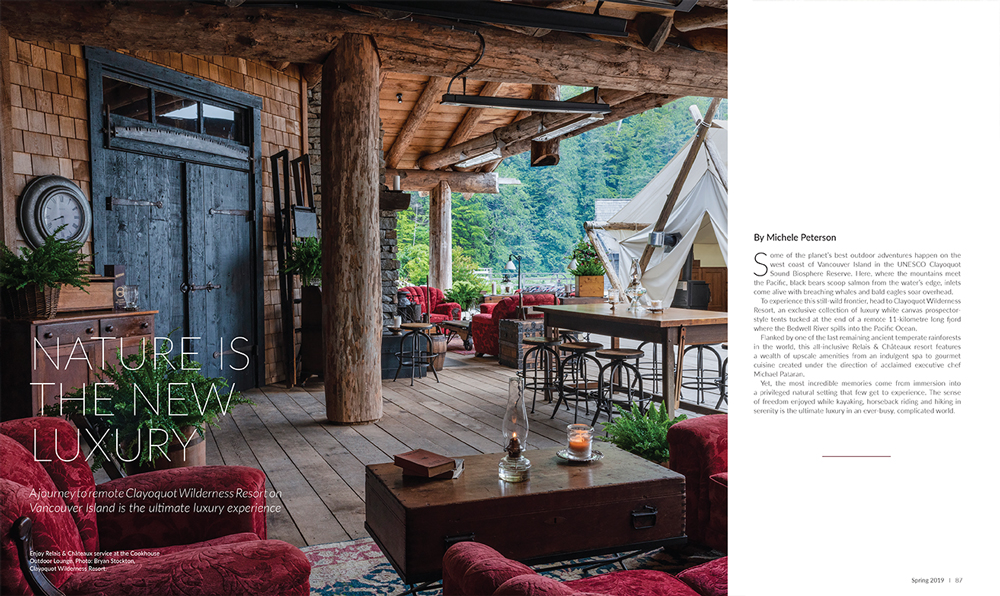 NATURE IS
THE NEW
LUXURY
A journey to remote Clayoquot Wilderness Resort on
Vancouver Island is the ultimate luxury experience
Enjoy Relais & Châteaux service at the Cookhouse
Outdoor Lounge. Photo: Bryan Stockton,
Clayoquot Wilderness Resort.
By Michele Peterson
Some of the planet's best outdoor adventures happen on the
west coast of Vancouver Island in the UNESCO Clayoquot
Sound Biosphere Reserve. Here, where the mountains meet
the Pacific, black bears scoop salmon from the water's edge, inlets
come alive with breaching whales and bald eagles soar overhead.
To experience this still-wild frontier, head to Clayoquot Wilderness
Resort, an exclusive collection of luxury white canvas prospector-
style tents tucked at the end of a remote 11-kilometre long fjord
where the Bedwell River spills into the Pacific Ocean.
Flanked by one of the last remaining ancient temperate rainforests
in the world, this all-inclusive Relais & Châteaux resort features
a wealth of upscale amenities from an indulgent spa to gourmet
cuisine created under the direction of acclaimed executive chef
Michael Pataran.
Yet, the most incredible memories come from immersion into
a privileged natural setting that few get to experience. The sense
of freedom enjoyed while kayaking, horseback riding and hiking in
serenity is the ultimate luxury in an ever-busy, complicated world.
Spring 2019 | 87